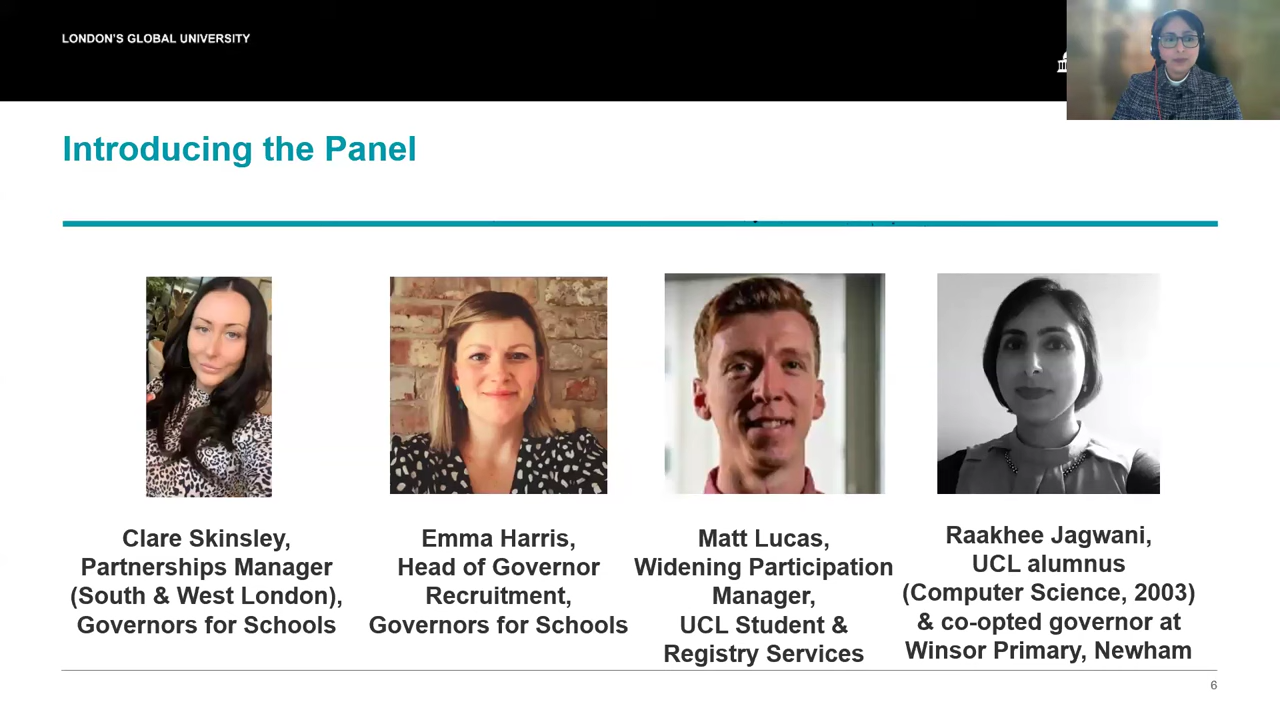 LONDON'S GLOBAL UNIVERSITY
Introducing the Panel
Clare Skinsley,
Partnerships Manager
(South & West London),
Governors for Schools
Emma Harris,
Head of Governor
Recruitment,
Governors for Schools
Matt Lucas,
Widening Participation
Manager,
UCL Student &
Registry Services
Raakhee Jagwani,
UCL alumnus
(Computer Science, 2003)
& co-opted governor at
Winsor Primary, Newham
6